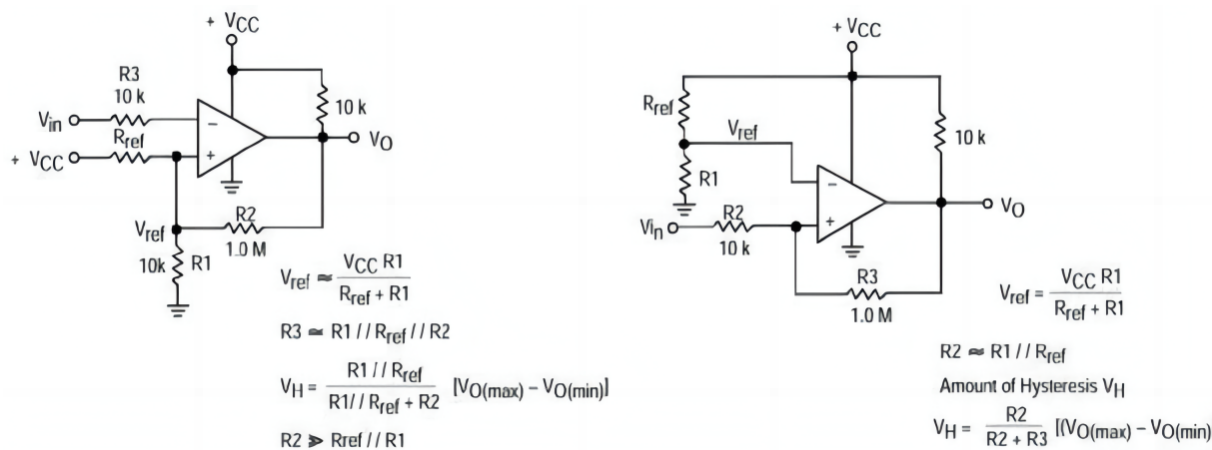 + VCC
R3
10 k
Vin
Rref
+ VCC
−
+
10 k
VO
R2
1.0 M
Vref
10k R1
Vref ≈ VCC R1 / Rref + R1
R3 ≃ R1 // Rref // R2
VH = R1 // Rref / R1// Rref + R2 [VO(max) – VO(min)]
R2 ⪢ Rref // R1
+ VCC
Rref
Vref
R1
10 k
−
+
VO
Vin
R2
10 k
R3
1.0 M
Vref = VCC R1 / Rref + R1
R2 ≈ R1 // Rref
Amount of Hysteresis VH
VH = R2 / R2 + R3 [(VO(max) – VO(min)